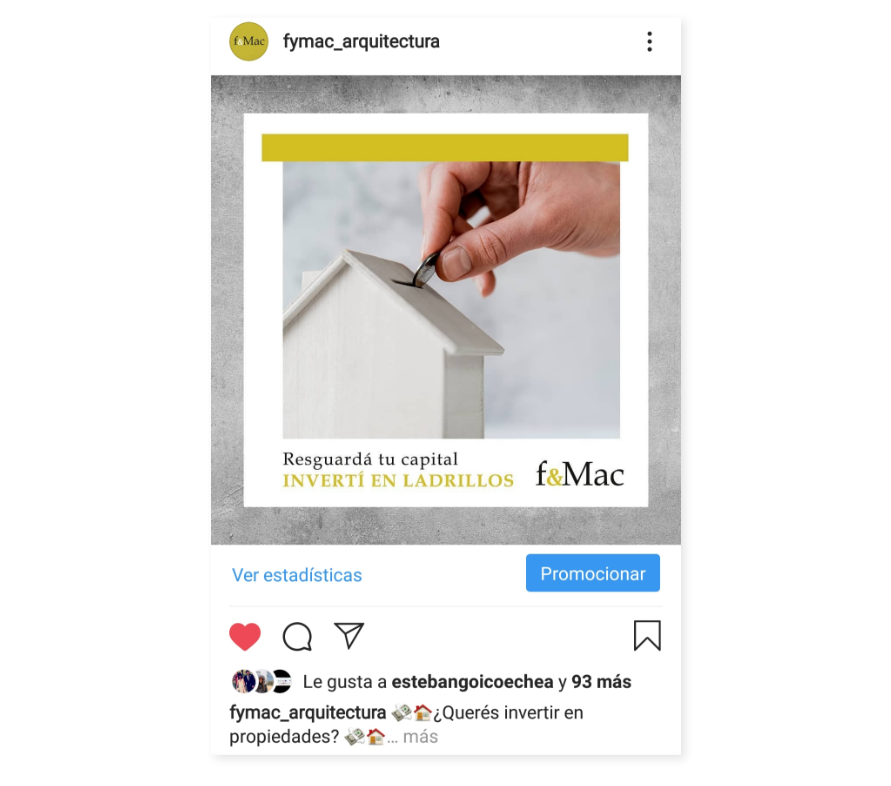 f&Mac
fymac_arquitectura
Resguardá tu capital
INVERTÍ EN LADRILLOS
f&Mac
Ver estadísticas
Promocionar
Le gusta a estebangoicoechea y 93 más
fymac_arquitectura 💸🏠¿Querés invertir en
propiedades? 💸🏠... más